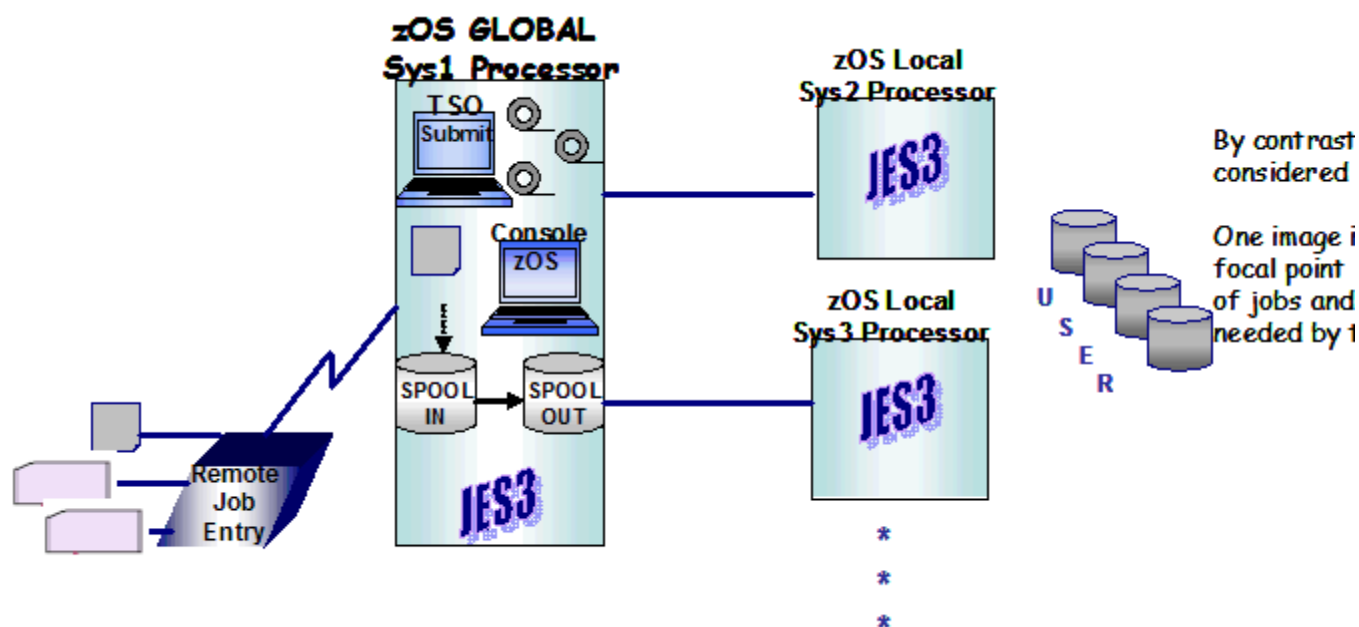 zOS GLOBAL
Sys1 Processor
TSO
Submit
Console
zOS
SPOOL
IN
SPOOL
OUT
JES3
Remote
Job
Entry
zOS Local
Sys2 Processor
JES3
zOS Local
Sys3 Processor
JES3
*
*
*
U
S
E
R
By contrast
considered
One image i
focal point
of jobs and
needed by t